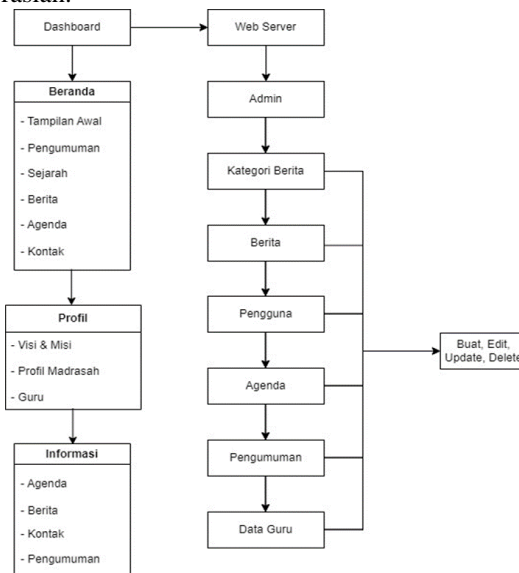 Dashboard
Web Server
Beranda
- Tampilan Awal
- Pengumuman
- Sejarah
- Berita
- Agenda
- Kontak
Profil
- Visi & Misi
- Profil Madrasah
- Guru
Informasi
- Agenda
- Berita
- Kontak
- Pengumuman
Admin
Kategori Berita
Berita
Pengguna
Agenda
Pengumuman
Data Guru
Buat, Edit,
Update, Delete